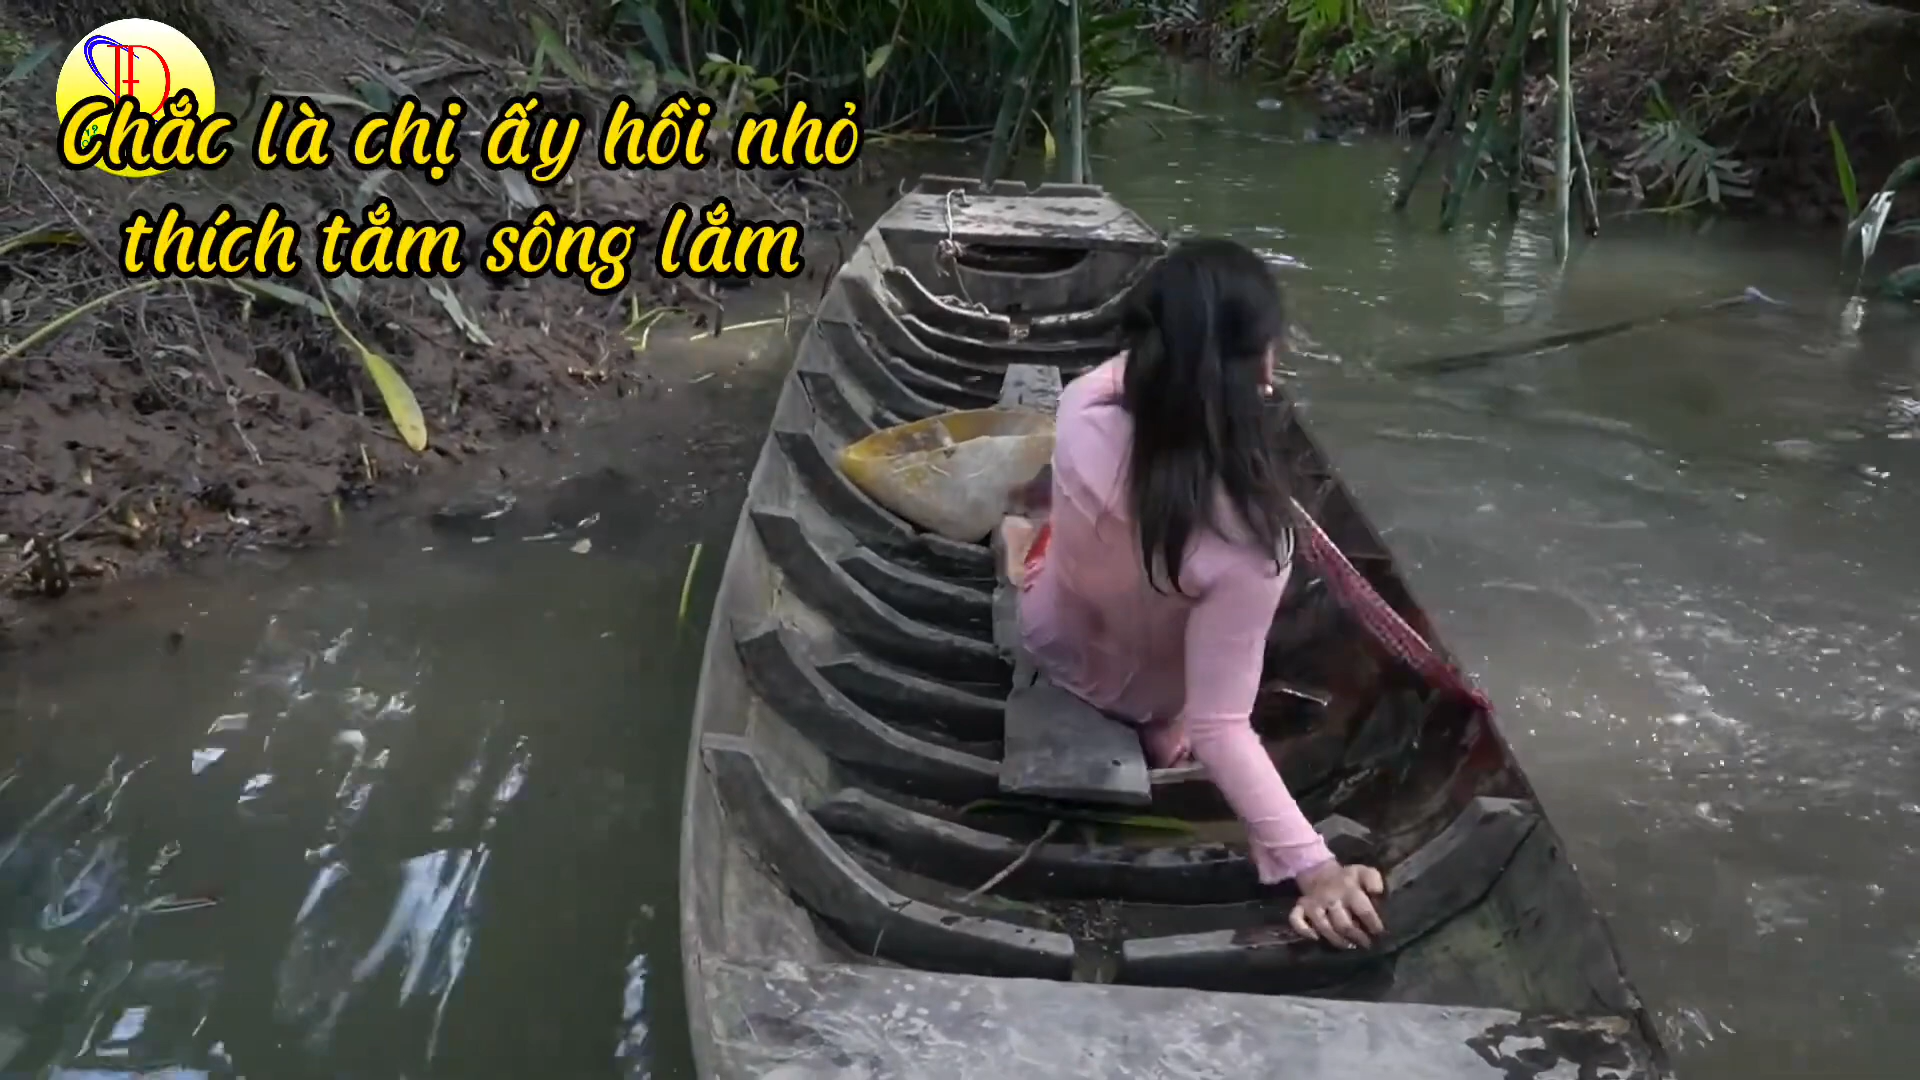 Chắc là chị ấy hồi nhỏ
thích tắm sông lắm